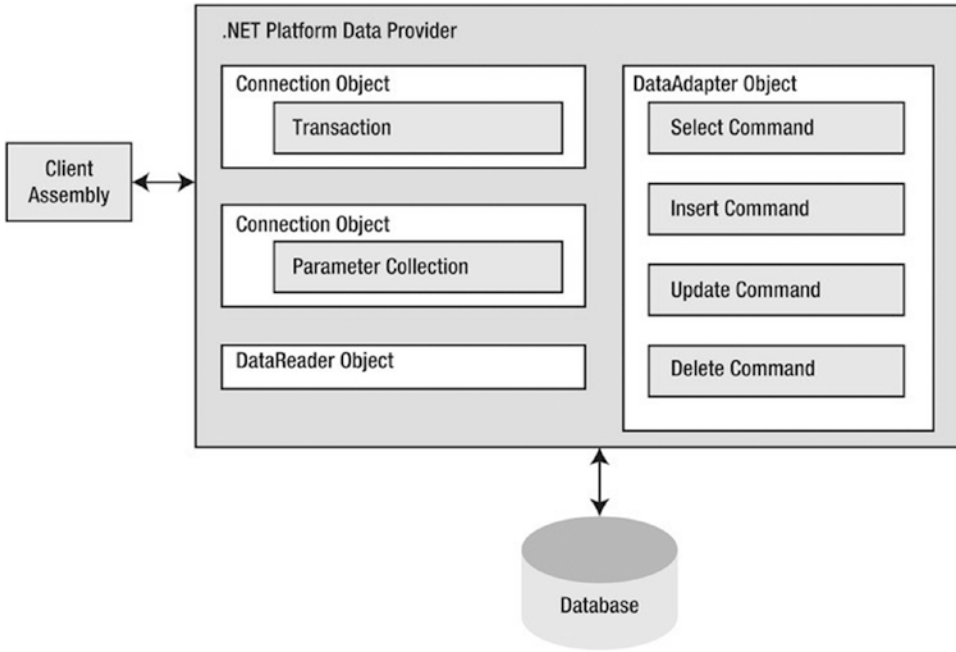 .NET Platform Data Provider
Connection Object
Transaction
Connection Object
Parameter Collection
DataReader Object
DataAdapter Object
Select Command
Insert Command
Update Command
Delete Command
Client
Assembly
Database